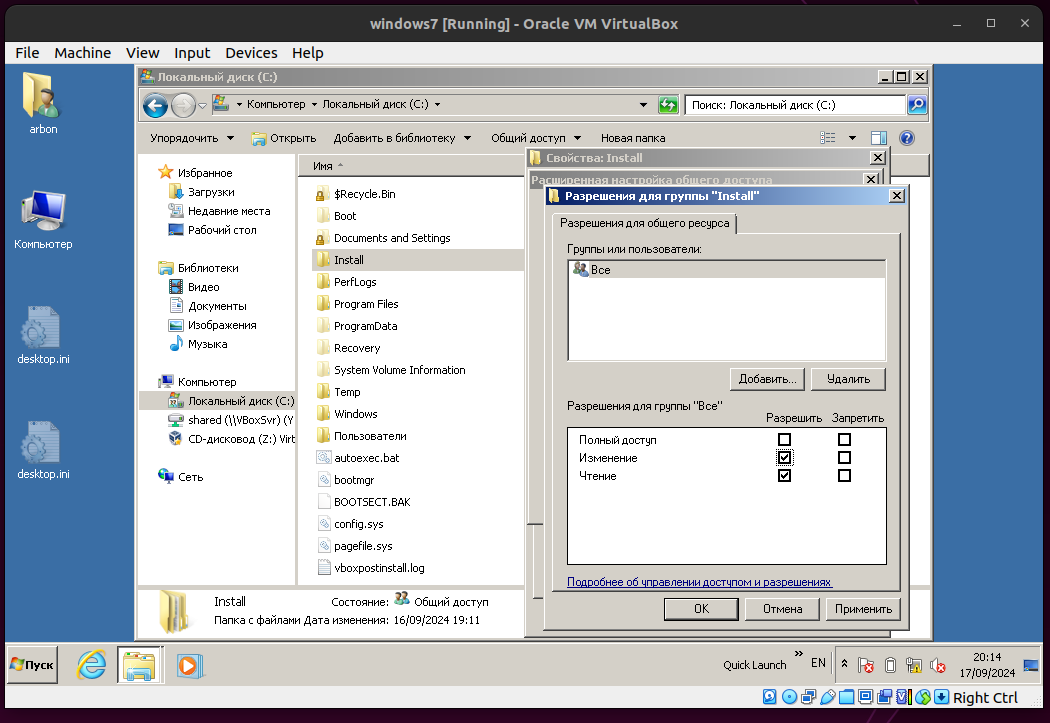 windows7 [Running] - Oracle VM VirtualBox
File Machine View Input Devices Help
arbon
Компьютер
desktop.ini
desktop.ini
Локальный диск (C:)
Компьютер Локальный диск (C:)
Поиск: Локальный диск (C:)
Упорядочить Открыть Добавить в библиотеку Общий доступ Новая папка
Избранное
Загрузки
Недавние места
Рабочий стол
Библиотеки
Видео
Документы
Изображения
Музыка
Компьютер
Локальный диск (C:)
shared (\\VBoxSvr) (Y
CD-дисковод (Z:) Virt
Сеть
Имя
$Recycle.Bin
Boot
Documents and Settings
Install
PerfLogs
Program Files
ProgramData
Recovery
System Volume Information
Temp
Windows
Пользователи
autoexec.bat
bootmgr
BOOTSECT.BAK
config.sys
pagefile.sys
vboxpostinstall.log
Install Состояние: Общий доступ
Папка с файлами Дата изменения: 16/09/2024 19:11
Свойства: Install
Расширенная настройка общего доступа
Разрешения для группы "Install"
Разрешения для общего ресурса
Группы или пользователи:
Все
Добавить... Удалить
Разрешения для группы "Все"
Разрешить Запретить
Полный доступ
Изменение
Чтение
Подробнее об управлении доступом и разрешениях
OK Отмена Применить
Пуск
Quick Launch » EN
20:14
17/09/2024
Right Ctrl